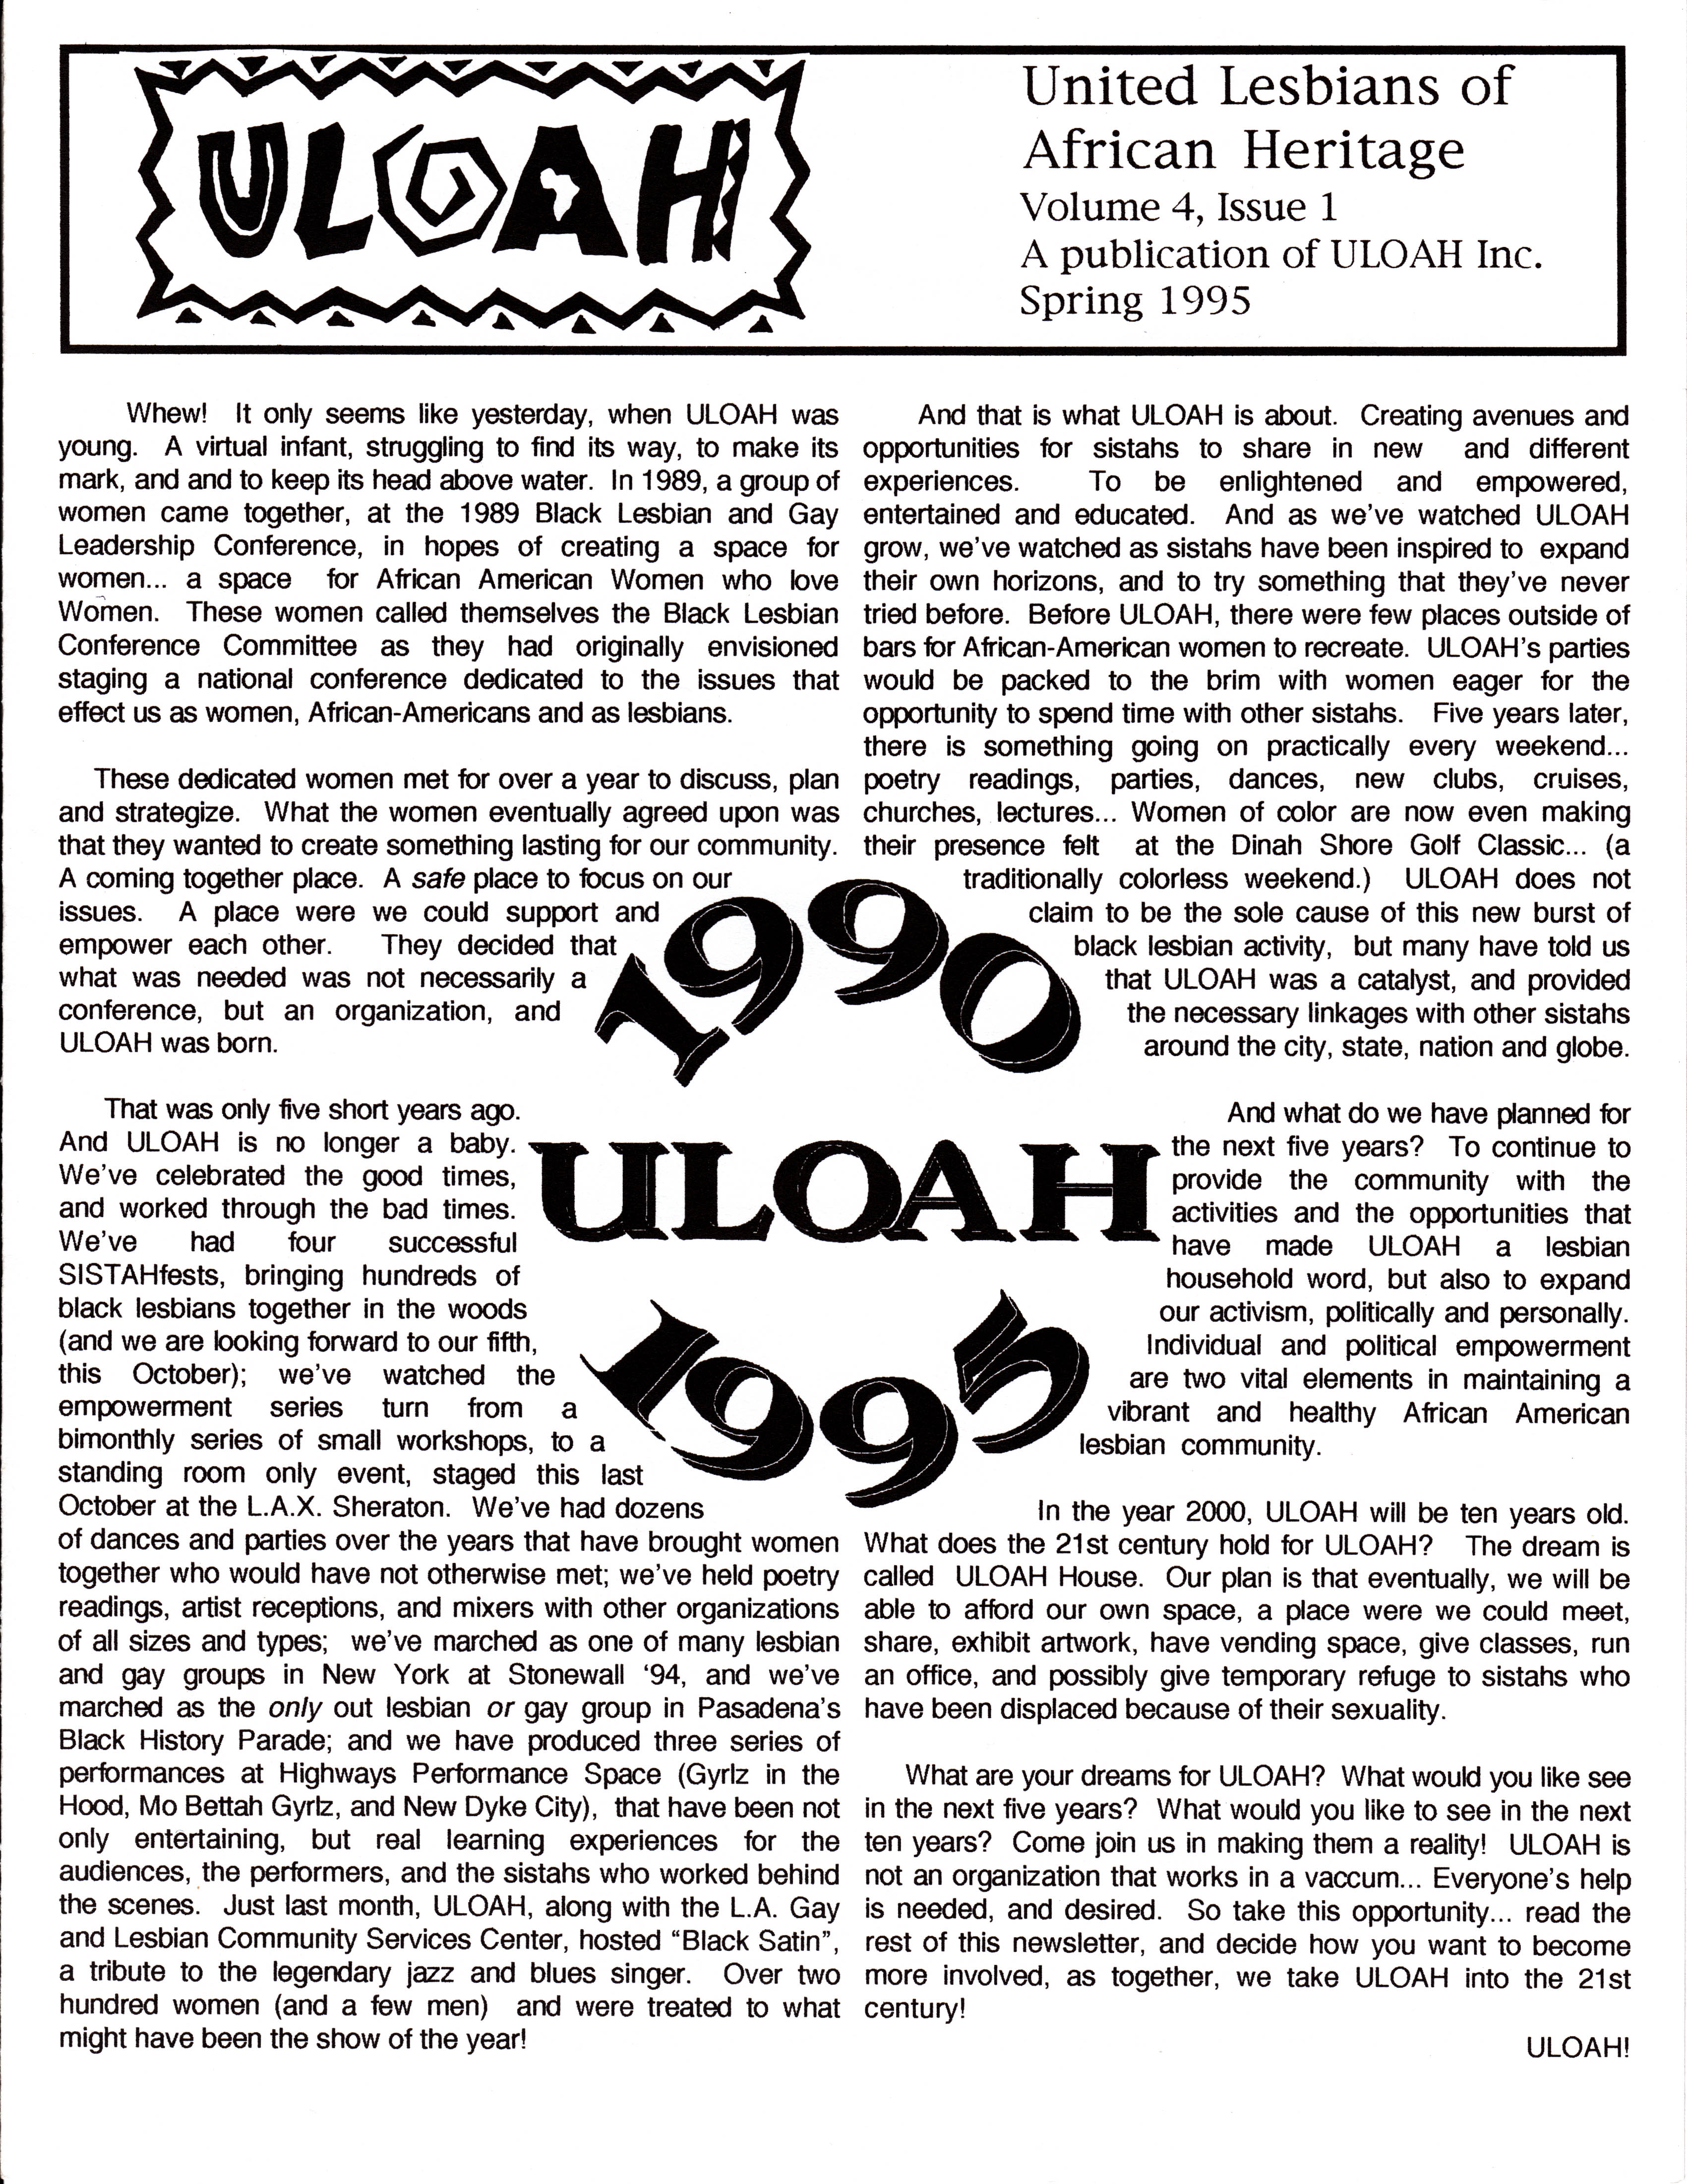 ULOAH
United Lesbians of
African Heritage
Volume 4, Issue 1
A publication of ULOAH Inc.
Spring 1995
Whew! It only seems like yesterday, when ULOAH was
young. A virtual infant, struggling to find its way, to make its
mark, and and to keep its head above water. In 1989, a group of
women came together, at the 1989 Black Lesbian and Gay
Leadership Conference, in hopes of creating a space for
women... a space for African American Women who love
Women. These women called themselves the Black Lesbian
Conference Committee as they had originally envisioned
staging a national conference dedicated to the issues that
effect us as women, African-Americans and as lesbians.
These dedicated women met for over a year to discuss, plan
and strategize. What the women eventually agreed upon was
that they wanted to create something lasting for our community.
A coming together place. A safe place to focus on our
issues. A place were we could support and
empower each other. They decided that
what was needed was not necessarily a
conference, but an organization, and
ULOAH was born.
That was only five short years ago.
And ULOAH is no longer a baby.
We've celebrated the good times,
and worked through the bad times.
We've had four successful
SISTAHfests, bringing hundreds of
black lesbians together in the woods
(and we are looking forward to our fifth,
this October); we've watched the
empowerment series turn from a
bimonthly series of small workshops, to a
standing room only event, staged this last
October at the L.A.X. Sheraton. We've had dozens
of dances and parties over the years that have brought women
together who would have not otherwise met; we've held poetry
readings, artist receptions, and mixers with other organizations
of all sizes and types; we've marched as one of many lesbian
and gay groups in New York at Stonewall ‘94, and we've
marched as the only out lesbian or gay group in Pasadena's
Black History Parade; and we have produced three series of
performances at Highways Performance Space (Gyrlz in the
Hood, Mo Bettah Gyrlz, and New Dyke City), that have been not
only entertaining, but real learning experiences for the
audiences, the performers, and the sistahs who worked behind
the scenes. Just last month, ULOAH, along with the L.A. Gay
and Lesbian Community Services Center, hosted “Black Satin”,
a tribute to the legendary jazz and blues singer. Over two
hundred women (and a few men) and were treated to what
might have been the show of the year!
1990
ULOAH
1995
And that is what ULOAH is about. Creating avenues and
opportunities for sistahs to share in new and different
experiences. To be enlightened and empowered,
entertained and educated. And as we've watched ULOAH
grow, we've watched as sistahs have been inspired to expand
their own horizons, and to try something that they've never
tried before. Before ULOAH, there were few places outside of
bars for African-American women to recreate. ULOAH's parties
would be packed to the brim with women eager for the
opportunity to spend time with other sistahs. Five years later,
there is something going on practically every weekend...
poetry readings, parties, dances, new clubs, cruises,
churches, lectures... Women of color are now even making
their presence felt at the Dinah Shore Golf Classic... (a
traditionally colorless weekend.) ULOAH does not
claim to be the sole cause of this new burst of
black lesbian activity, but many have told us
that ULOAH was a catalyst, and provided
the necessary linkages with other sistahs
around the city, state, nation and globe.
And what do we have planned for
the next five years? To continue to
provide the community with the
activities and the opportunities that
have made ULOAH a lesbian
household word, but also to expand
our activism, politically and personally.
Individual and political empowerment
are two vital elements in maintaining a
vibrant and healthy African American
lesbian community.
In the year 2000, ULOAH will be ten years old.
What does the 21st century hold for ULOAH? The dream is
called ULOAH House. Our plan is that eventually, we will be
able to afford our own space, a place were we could meet,
share, exhibit artwork, have vending space, give classes, run
an office, and possibly give temporary refuge to sistahs who
have been displaced because of their sexuality.
What are your dreams for ULOAH? What would you like see
in the next five years? What would you like to see in the next
ten years? Come join us in making them a reality! ULOAH is
not an organization that works in a vaccum... Everyone's help
is needed, and desired. So take this opportunity... read the
rest of this newsletter, and decide how you want to become
more involved, as together, we take ULOAH into the 21st
century!
ULOAH!